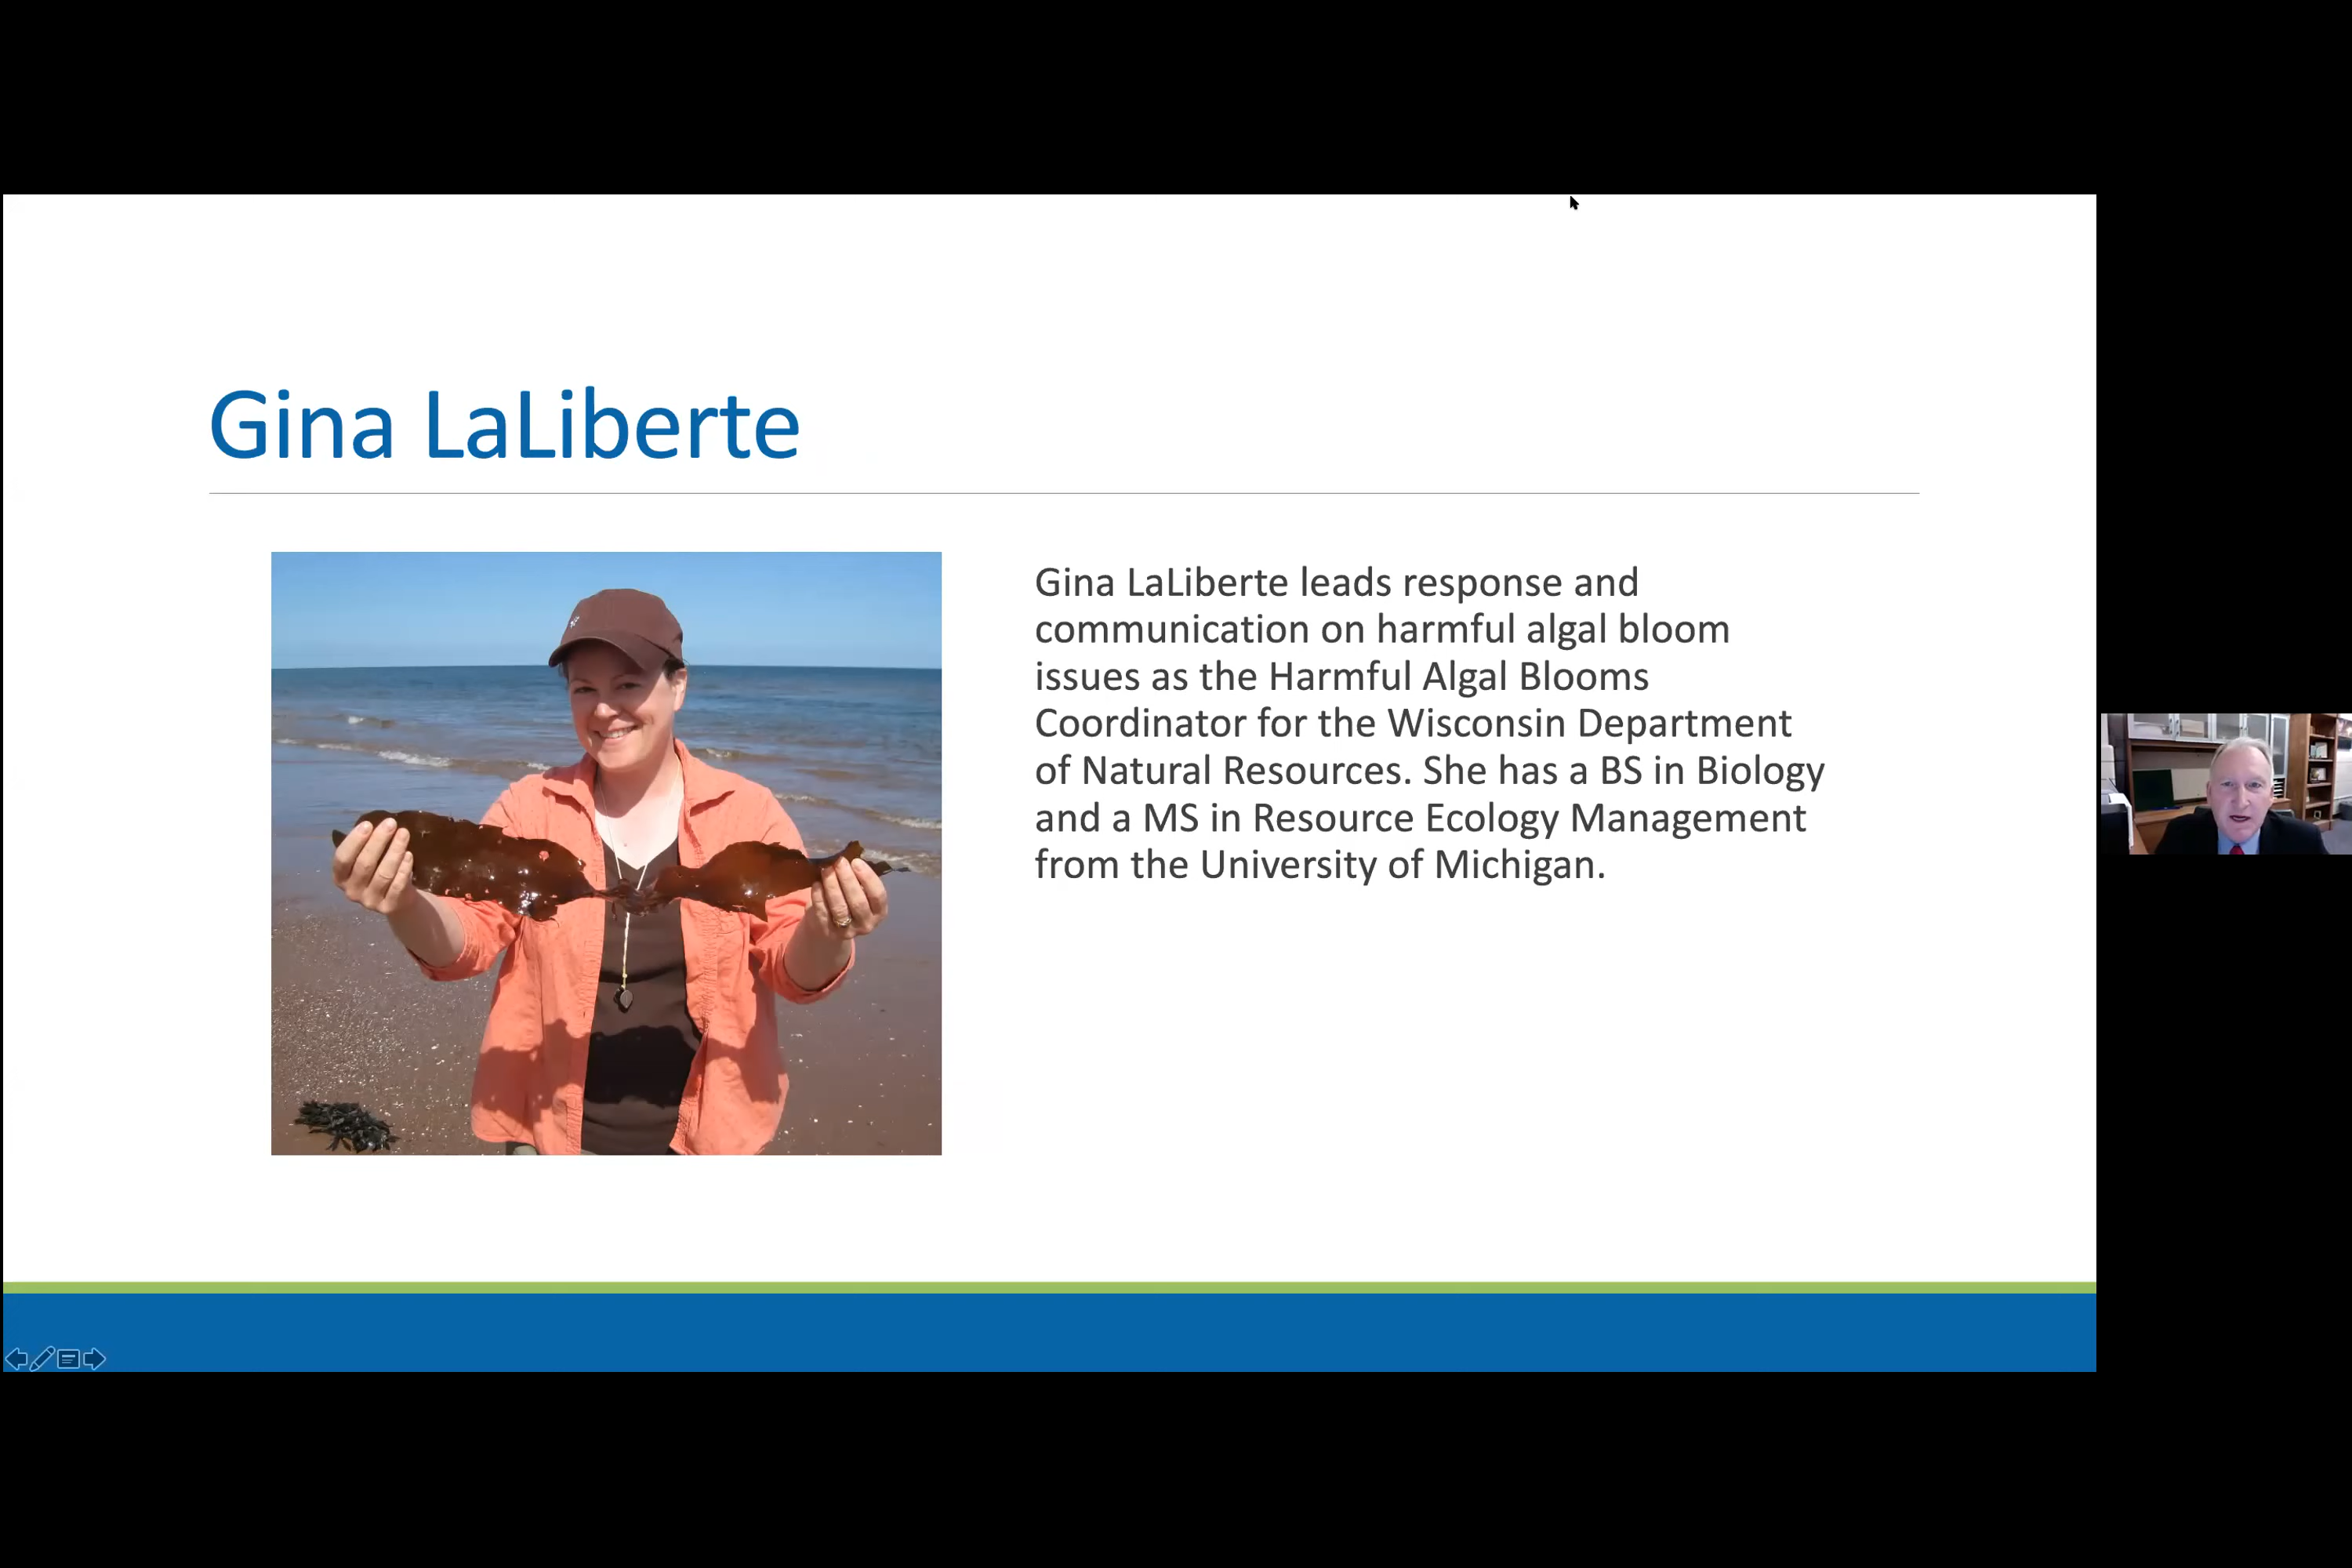 Gina LaLiberte
Gina LaLiberte leads response and
communication on harmful algal bloom
issues as the Harmful Algal Blooms
Coordinator for the Wisconsin Department
of Natural Resources. She has a BS in Biology
and a MS in Resource Ecology Management
from the University of Michigan.